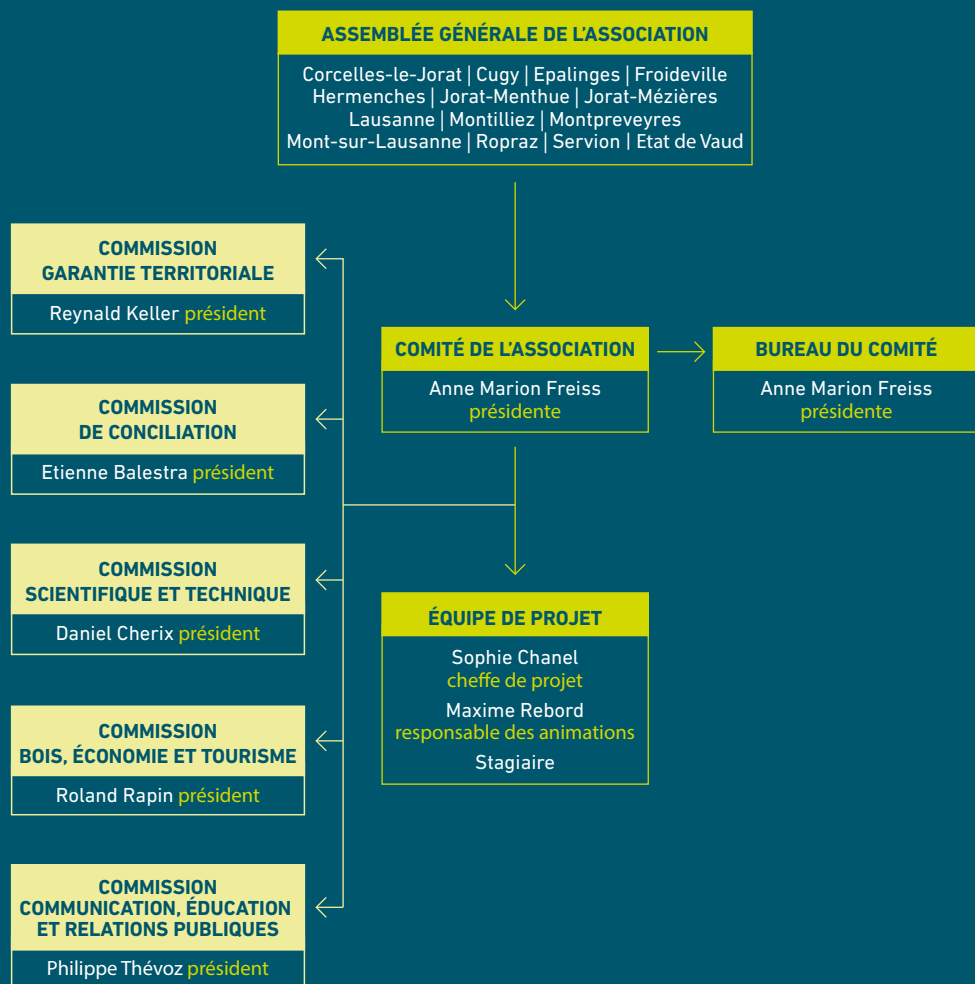 ASSEMBLÉE GÉNÉRALE DE L'ASSOCIATION
Corcelles-le-Jorat | Cugy | Epalinges | Froideville
Hermenches | Jorat-Menthue | Jorat-Mézières
Lausanne | Montilliez | Montpreveyres
Mont-sur-Lausanne | Ropraz | Servion | Etat de Vaud
COMMISSION
GARANTIE TERRITORIALE
Reynald Keller président
COMITÉ DE L'ASSOCIATION
Anne Marion Freiss
présidente
BUREAU DU COMITÉ
Anne Marion Freiss
présidente
COMMISSION
DE CONCILIATION
Etienne Balestra président
COMMISSION
SCIENTIFIQUE ET TECHNIQUE
Daniel Cherix président
ÉQUIPE DE PROJET
Sophie Chanel
cheffe de projet
Maxime Rebord
responsable des animations
Stagiaire
COMMISSION
BOIS, ÉCONOMIE ET TOURISME
Roland Rapin président
COMMISSION
COMMUNICATION, ÉDUCATION
ET RELATIONS PUBLIQUES
Philippe Thévoz président